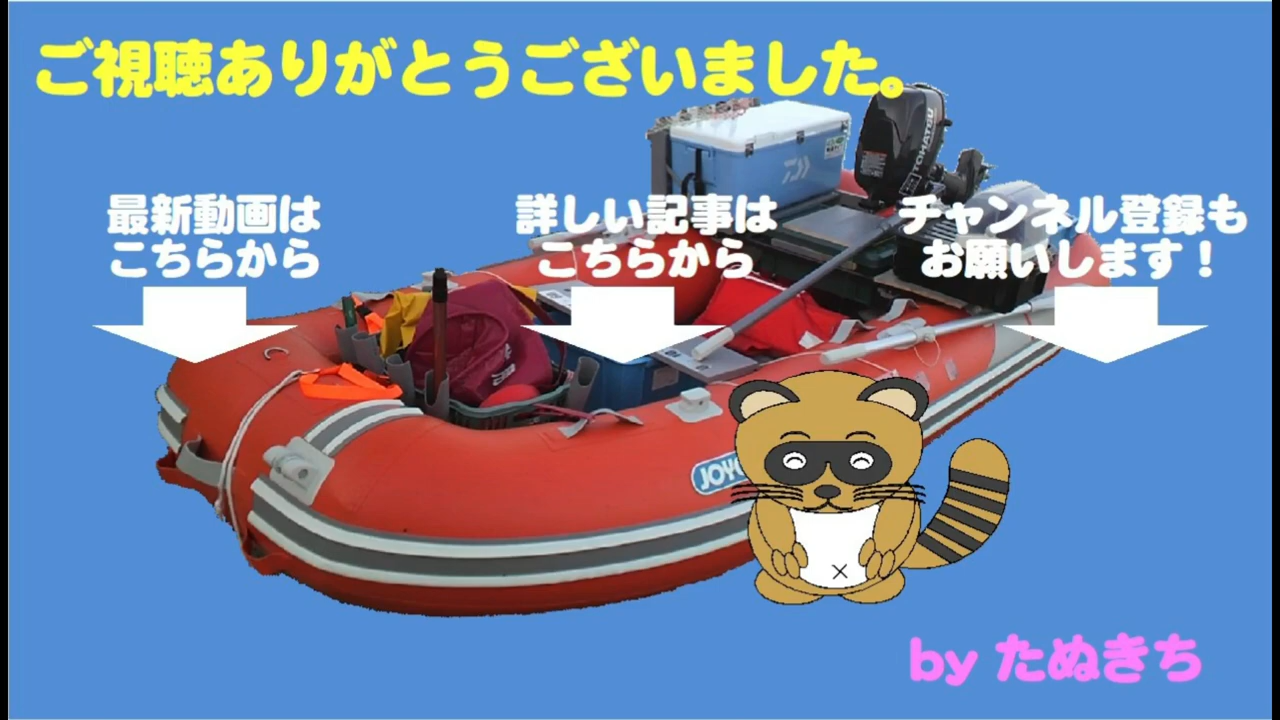 ご視聴ありがとうございました。
最新動画は
こちらから
詳しい記事は
こちらから
チャンネル登録も
お願いします！
TOHATSU
JOYC
by たぬきち